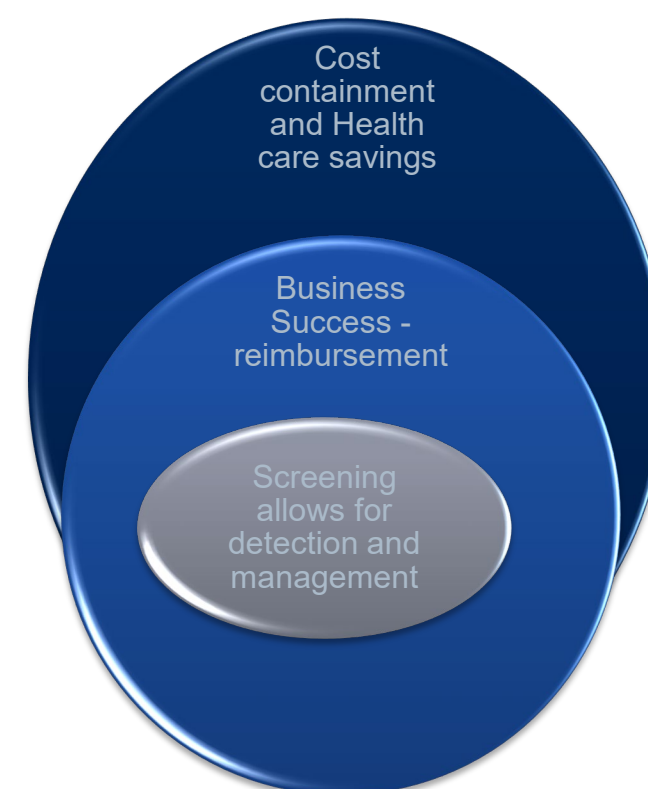 Cost
containment
and Health
care savings
Business
Success -
reimbursement
Screening
allows for
detection and
management